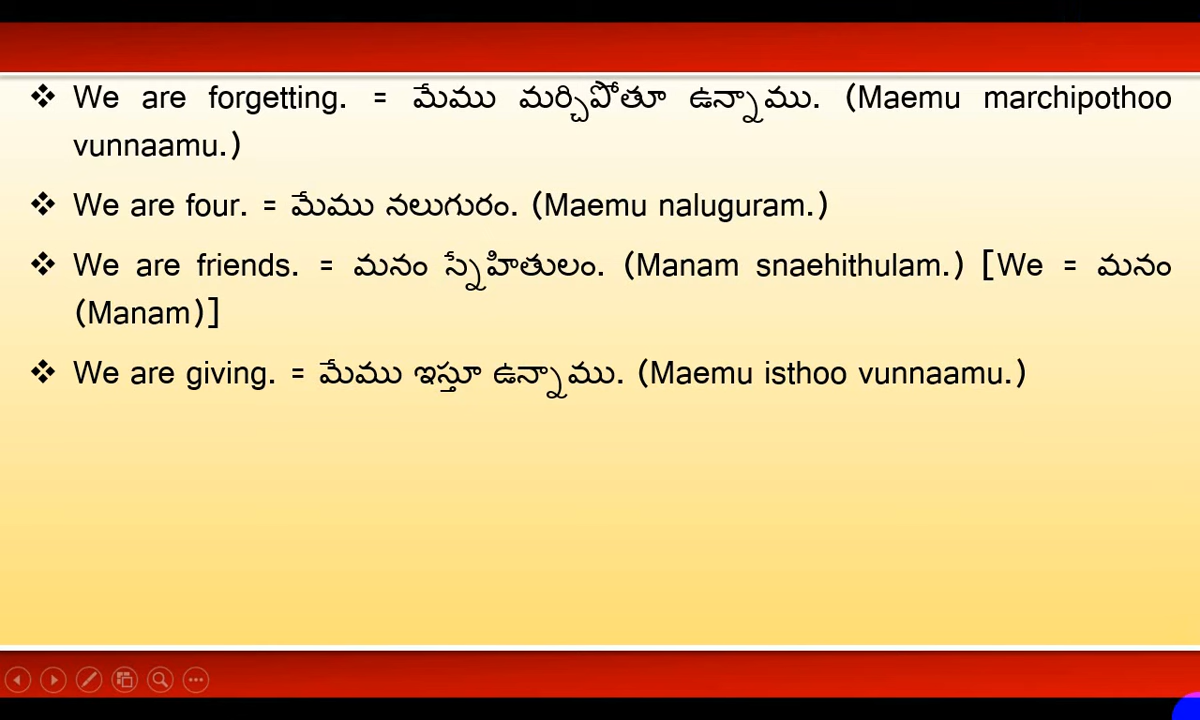 ❖ We are forgetting. = మేము మర్చిపోతూ ఉన్నాము. (Maemu marchipothoo
vunnaamu.)
❖ We are four. = మేము నలుగురం. (Maemu naluguram.)
❖ We are friends. = మనం స్నేహితులం. (Manam snaehithulam.) [We = మనం
(Manam)]
❖ We are giving. = మేము ఇస్తూ ఉన్నాము. (Maemu isthoo vunnaamu.)